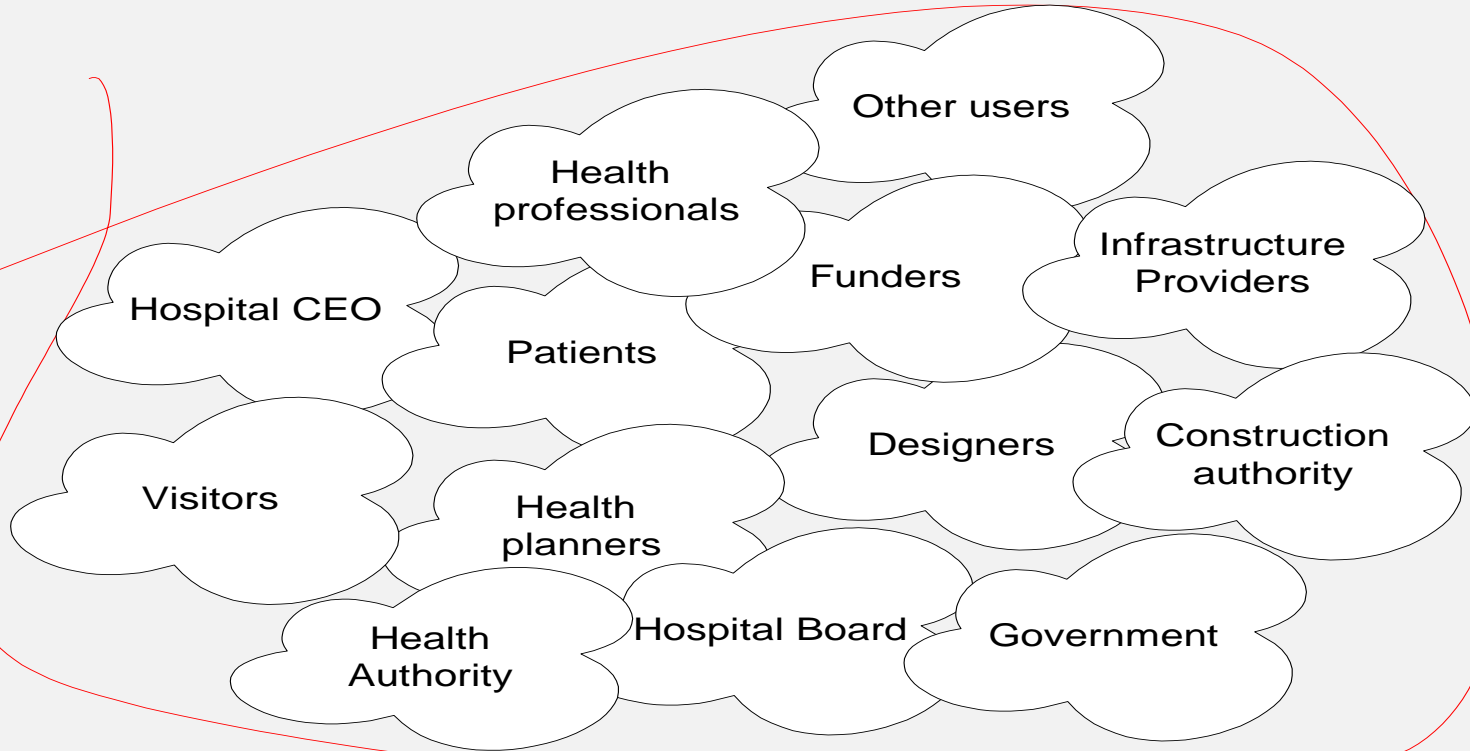 Other users
Health
professionals
Infrastructure
Providers
Funders
Hospital CEO
Patients
Designers
Construction
authority
Visitors
Health
planners
Hospital Board
Government
Health
Authority